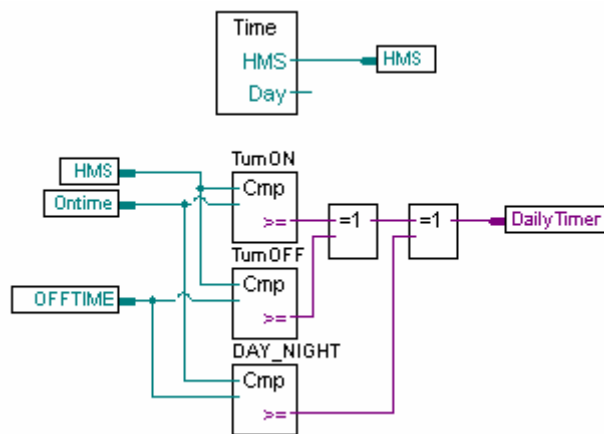 Time
HMS
HMS
Day
TurnON
HMS
Cmp
Ontime
>=
=1
=1
DailyTimer
TurnOFF
Cmp
OFFTIME
>=
DAY_NIGHT
Cmp
>=